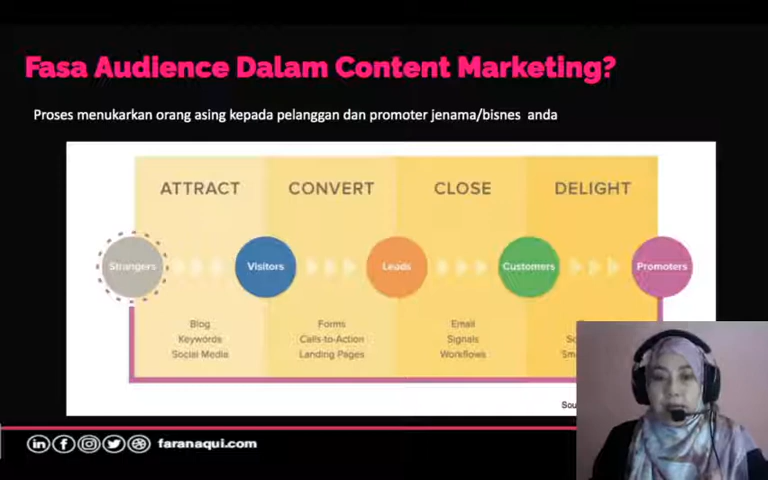 Fasa Audience Dalam Content Marketing?
Proses menukarkan orang asing kepada pelanggan dan promoter jenama/bisnes anda
ATTRACT CONVERT CLOSE DELIGHT
Strangers Visitors Leads Customers Promoters
Blog Forms Email
Keywords Calls-to-Action Signals
Social Media Landing Pages Workflows
faranaqui.com